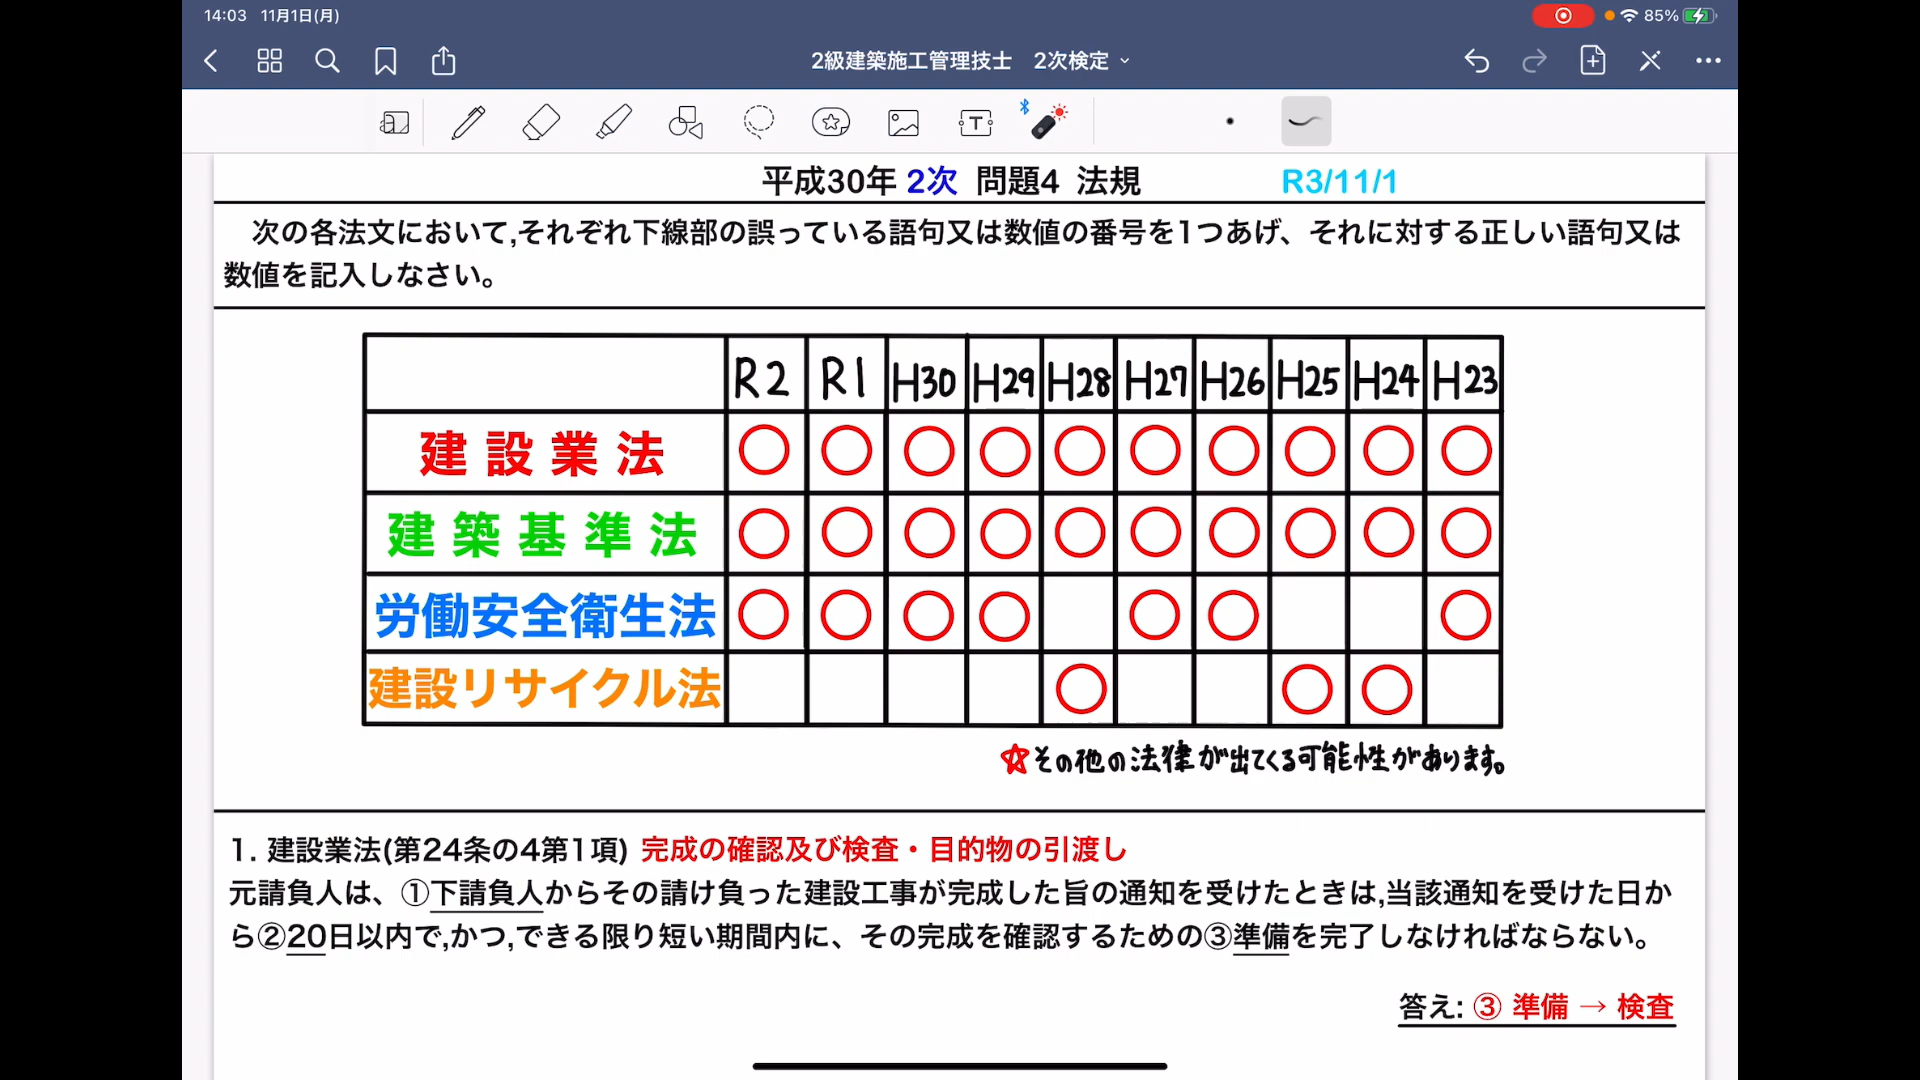 14:03 11月1日(月)
85%
2級建築施工管理技士 2次検定
T
平成30年 2次 問題4 法規 R3/11/1
次の各法文において,それぞれ下線部の誤っている語句又は数値の番号を1つあげ、それに対する正しい語句又は
数値を記入しなさい。
R2 R1 H30 H29 H28 H27 H26 H25 H24 H23
建設業法 ○ ○ ○ ○ ○ ○ ○ ○ ○ ○
建築基準法 ○ ○ ○ ○ ○ ○ ○ ○ ○ ○
労働安全衛生法 ○ ○ ○ ○ ○ ○ ○
建設リサイクル法 ○ ○ ○
☆その他の法律が出てくる可能性があります。
1. 建設業法(第24条の4第1項) 完成の確認及び検査・目的物の引渡し
元請負人は、①下請負人からその請け負った建設工事が完成した旨の通知を受けたときは,当該通知を受けた日か
ら②20日以内で,かつ,できる限り短い期間内に、その完成を確認するための③準備を完了しなければならない。
答え: ③ 準備 → 検査